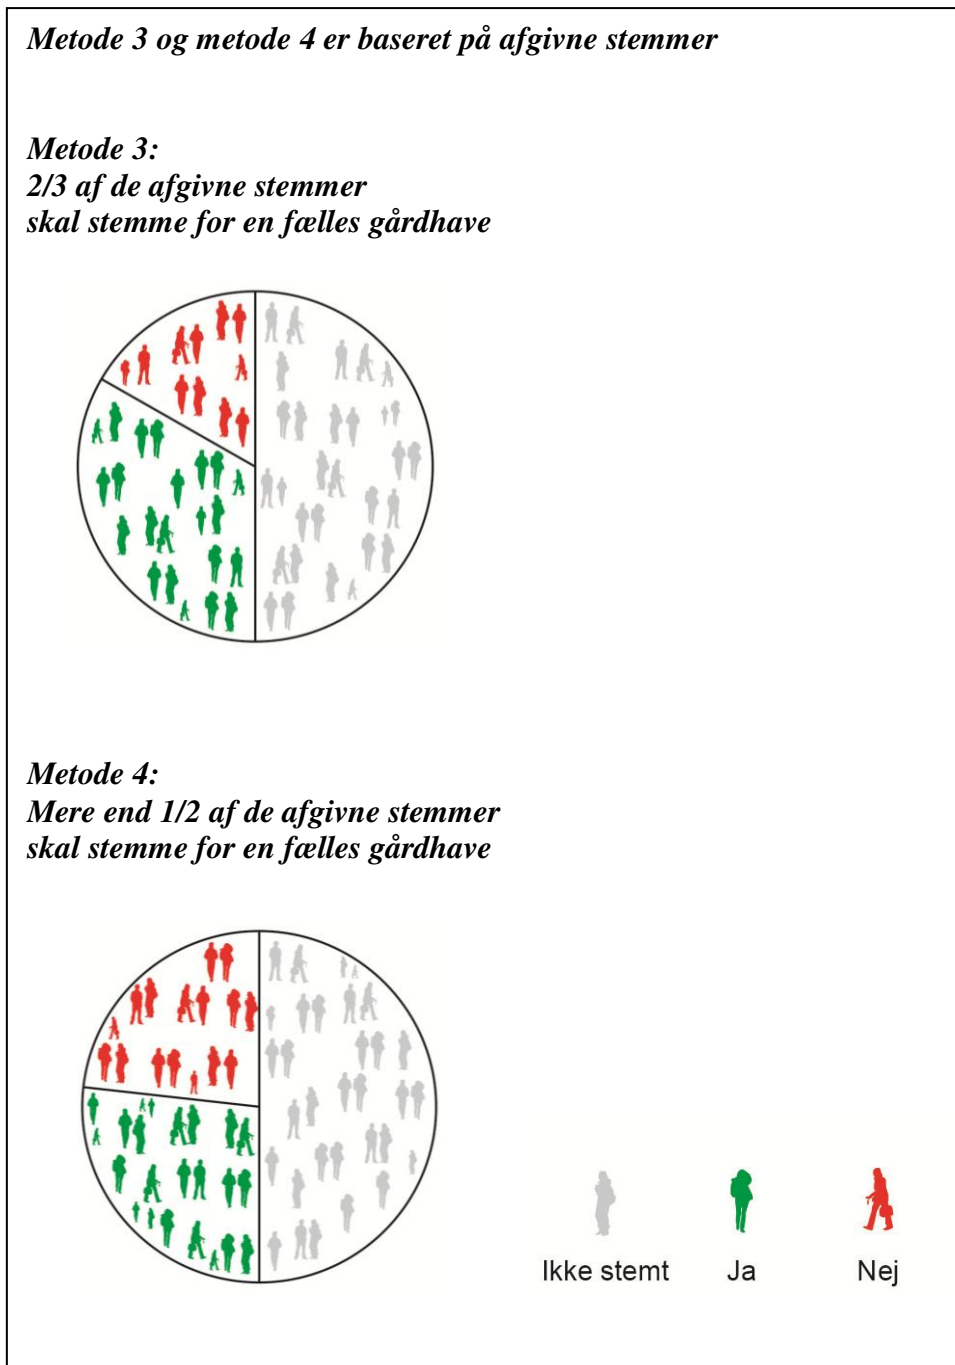 Metode 3 og metode 4 er baseret på afgivne stemmer
Metode 3:
2/3 af de afgivne stemmer
skal stemme for en fælles gårdhave
Metode 4:
Mere end 1/2 af de afgivne stemmer
skal stemme for en fælles gårdhave
Ikke stemt Ja Nej